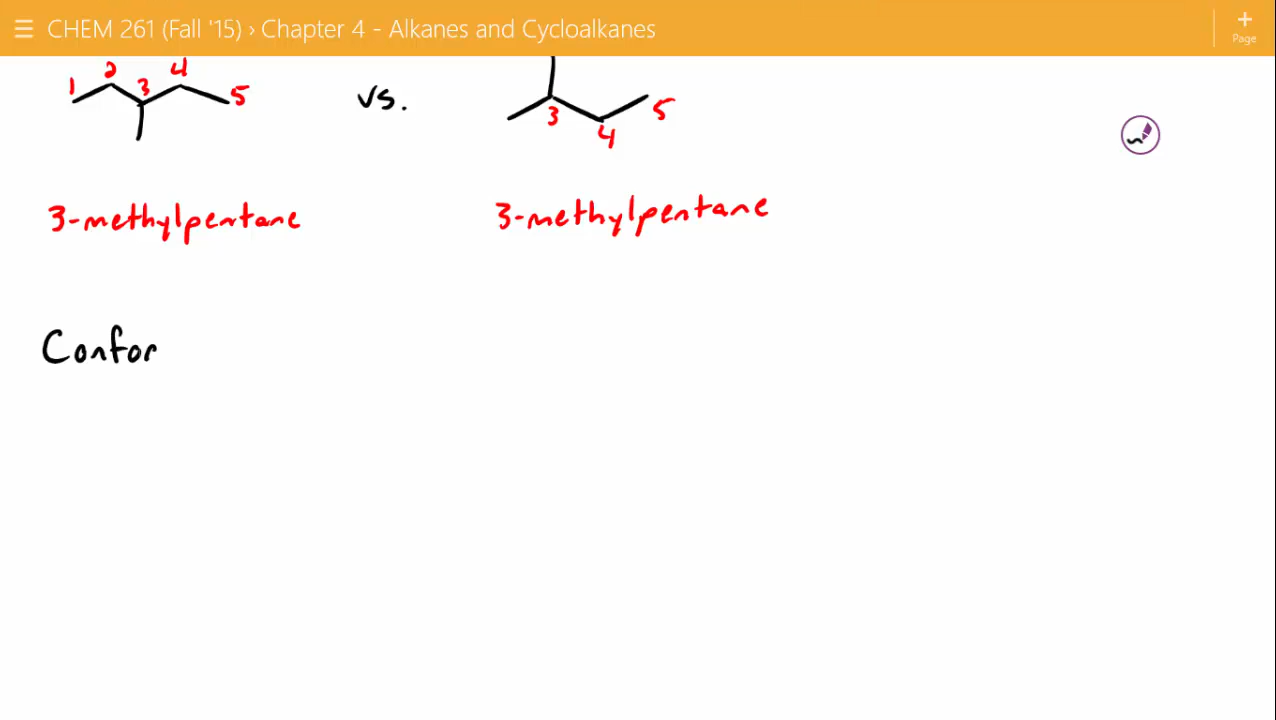 CHEM 261 (Fall '15) › Chapter 4 - Alkanes and Cycloalkanes
Page
1 2 3 4 5 vs. 3 4 5
3-methylpentane 3-methylpentane
Confor